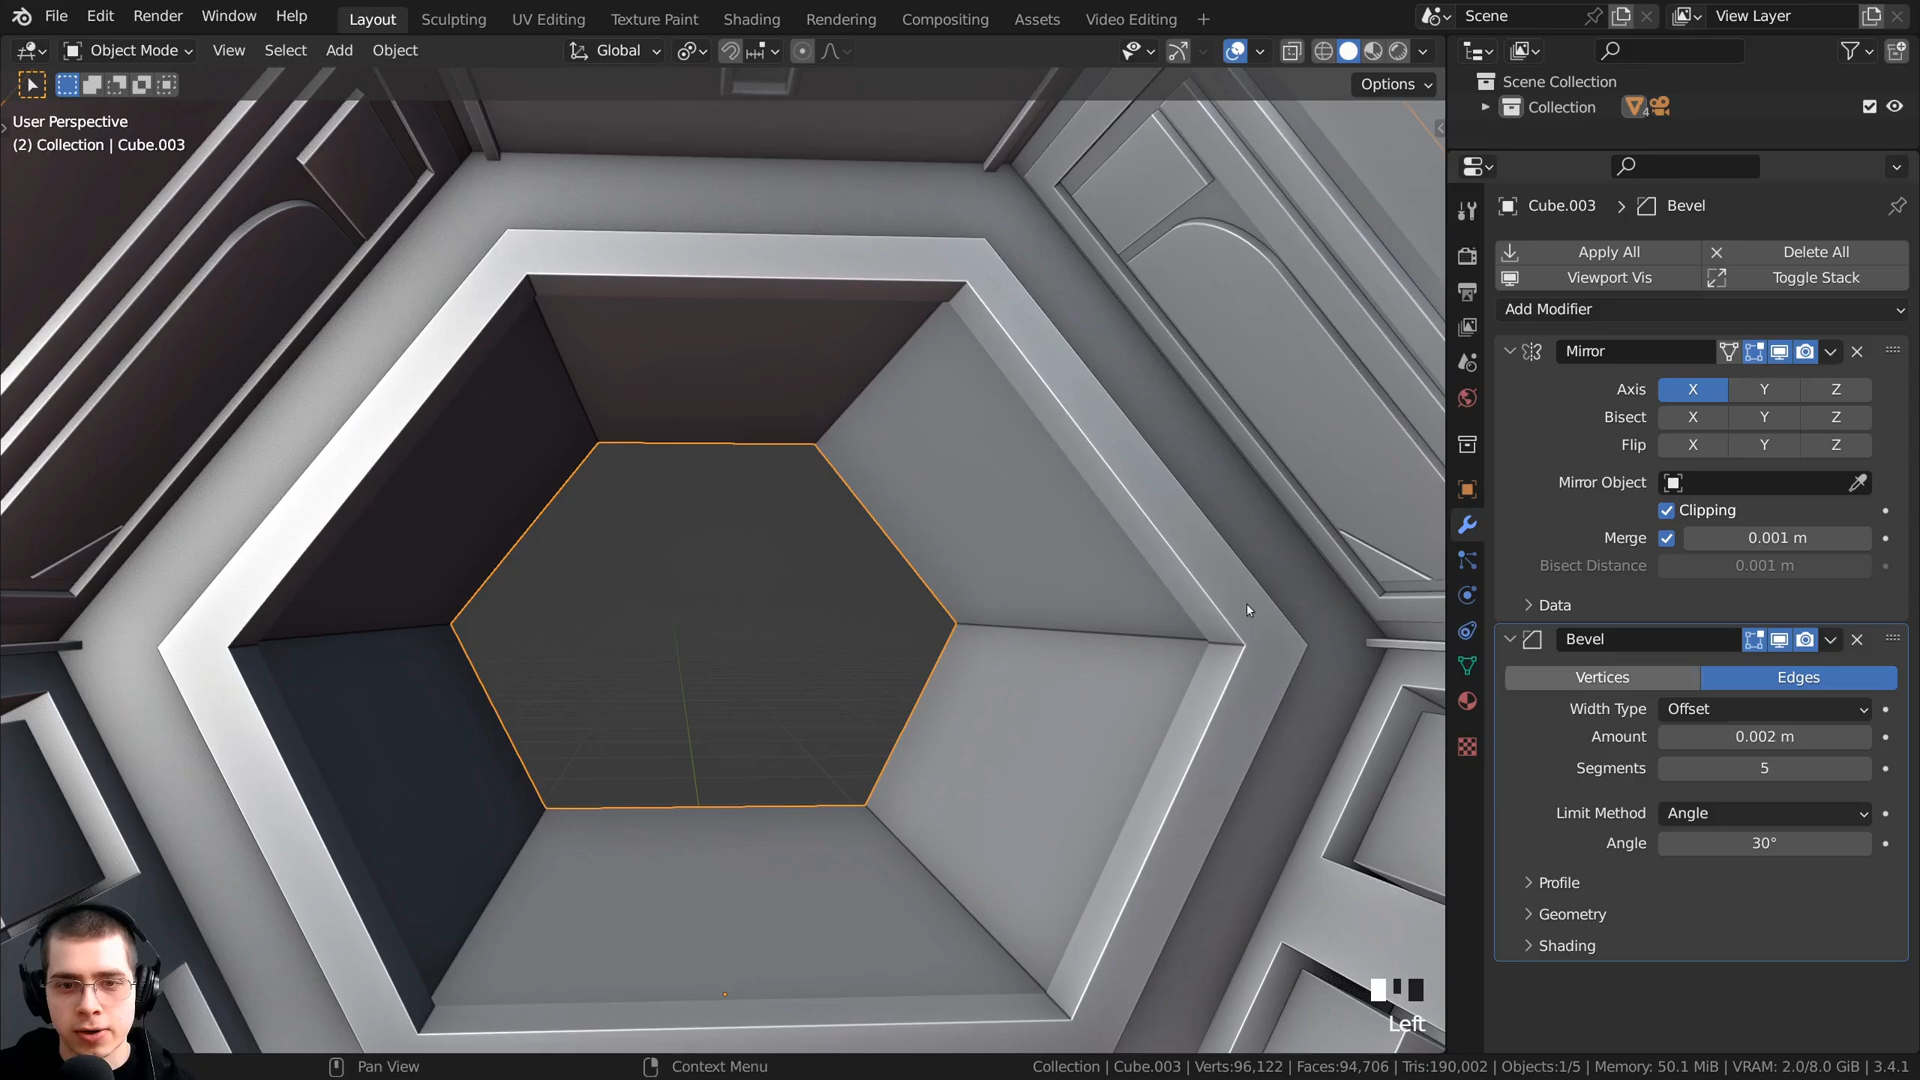 File Edit Render Window Help Layout Sculpting UV Editing Texture Paint Shading Rendering Compositing Assets Video Editing Scene View Layer
Object Mode View Select Add Object Global
Options
User Perspective
(2) Collection | Cube.003
Scene Collection
Collection 4
Cube.003 Bevel
Apply All Delete All
Viewport Vis Toggle Stack
Add Modifier
Mirror
Axis X Y Z
Bisect X Y Z
Flip X Y Z
Mirror Object
Clipping
Merge 0.001 m
Bisect Distance 0.001 m
Data
Bevel
Vertices Edges
Width Type Offset
Amount 0.002 m
Segments 5
Limit Method Angle
Angle 30°
Profile
Geometry
Shading
Left
Pan View Context Menu Collection | Cube.003 | Verts:96,122 | Faces:94,706 | Tris:190,002 | Objects:1/5 | Memory: 50.1 MiB | VRAM: 2.0/8.0 GiB | 3.4.1